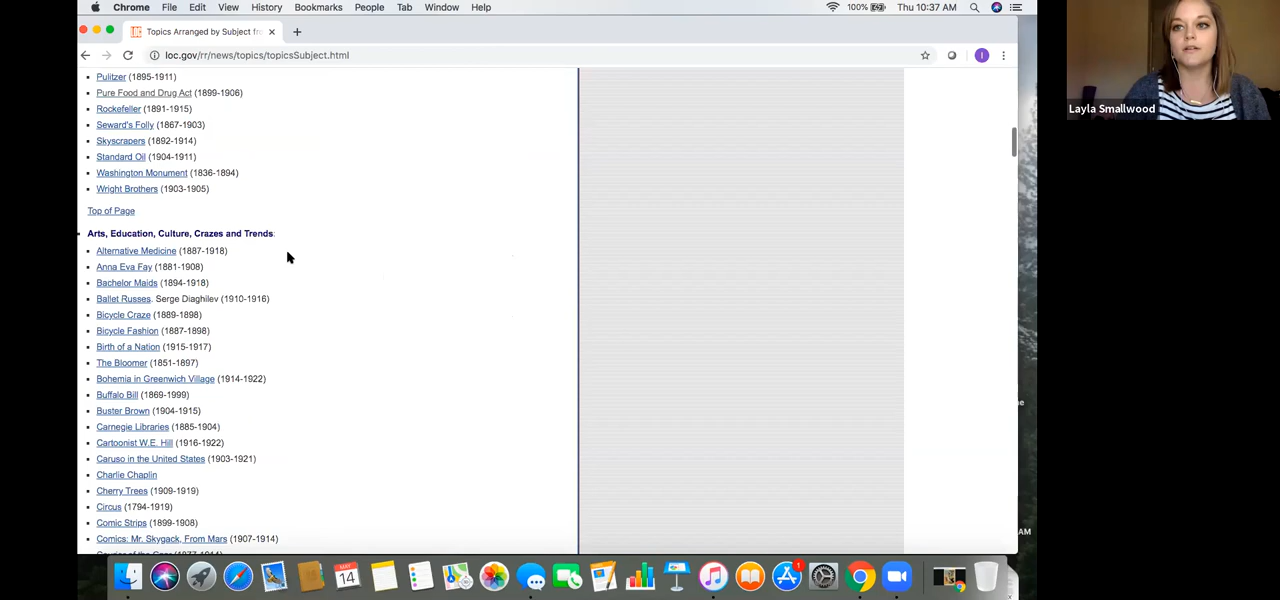 Chrome File Edit View History Bookmarks People Tab Window Help 100% Thu 10:37 AM
Topics Arranged by Subject fr
loc.gov/rr/news/topics/topicsSubject.html
Layla Smallwood
Pulitzer (1895-1911)
Pure Food and Drug Act (1899-1906)
Rockefeller (1891-1915)
Seward's Folly (1867-1903)
Skyscrapers (1892-1914)
Standard Oil (1904-1911)
Washington Monument (1836-1894)
Wright Brothers (1903-1905)
Top of Page
Arts, Education, Culture, Crazes and Trends:
Alternative Medicine (1887-1918)
Anna Eva Fay (1881-1908)
Bachelor Maids (1894-1918)
Ballet Russes. Serge Diaghilev (1910-1916)
Bicycle Craze (1889-1898)
Bicycle Fashion (1887-1898)
Birth of a Nation (1915-1917)
The Bloomer (1851-1897)
Bohemia in Greenwich Village (1914-1922)
Buffalo Bill (1869-1999)
Buster Brown (1904-1915)
Carnegie Libraries (1885-1904)
Cartoonist W.E. Hill (1916-1922)
Caruso in the United States (1903-1921)
Charlie Chaplin
Cherry Trees (1909-1919)
Circus (1794-1919)
Comic Strips (1899-1908)
Comics: Mr. Skygack, From Mars (1907-1914)
MAY
14
1